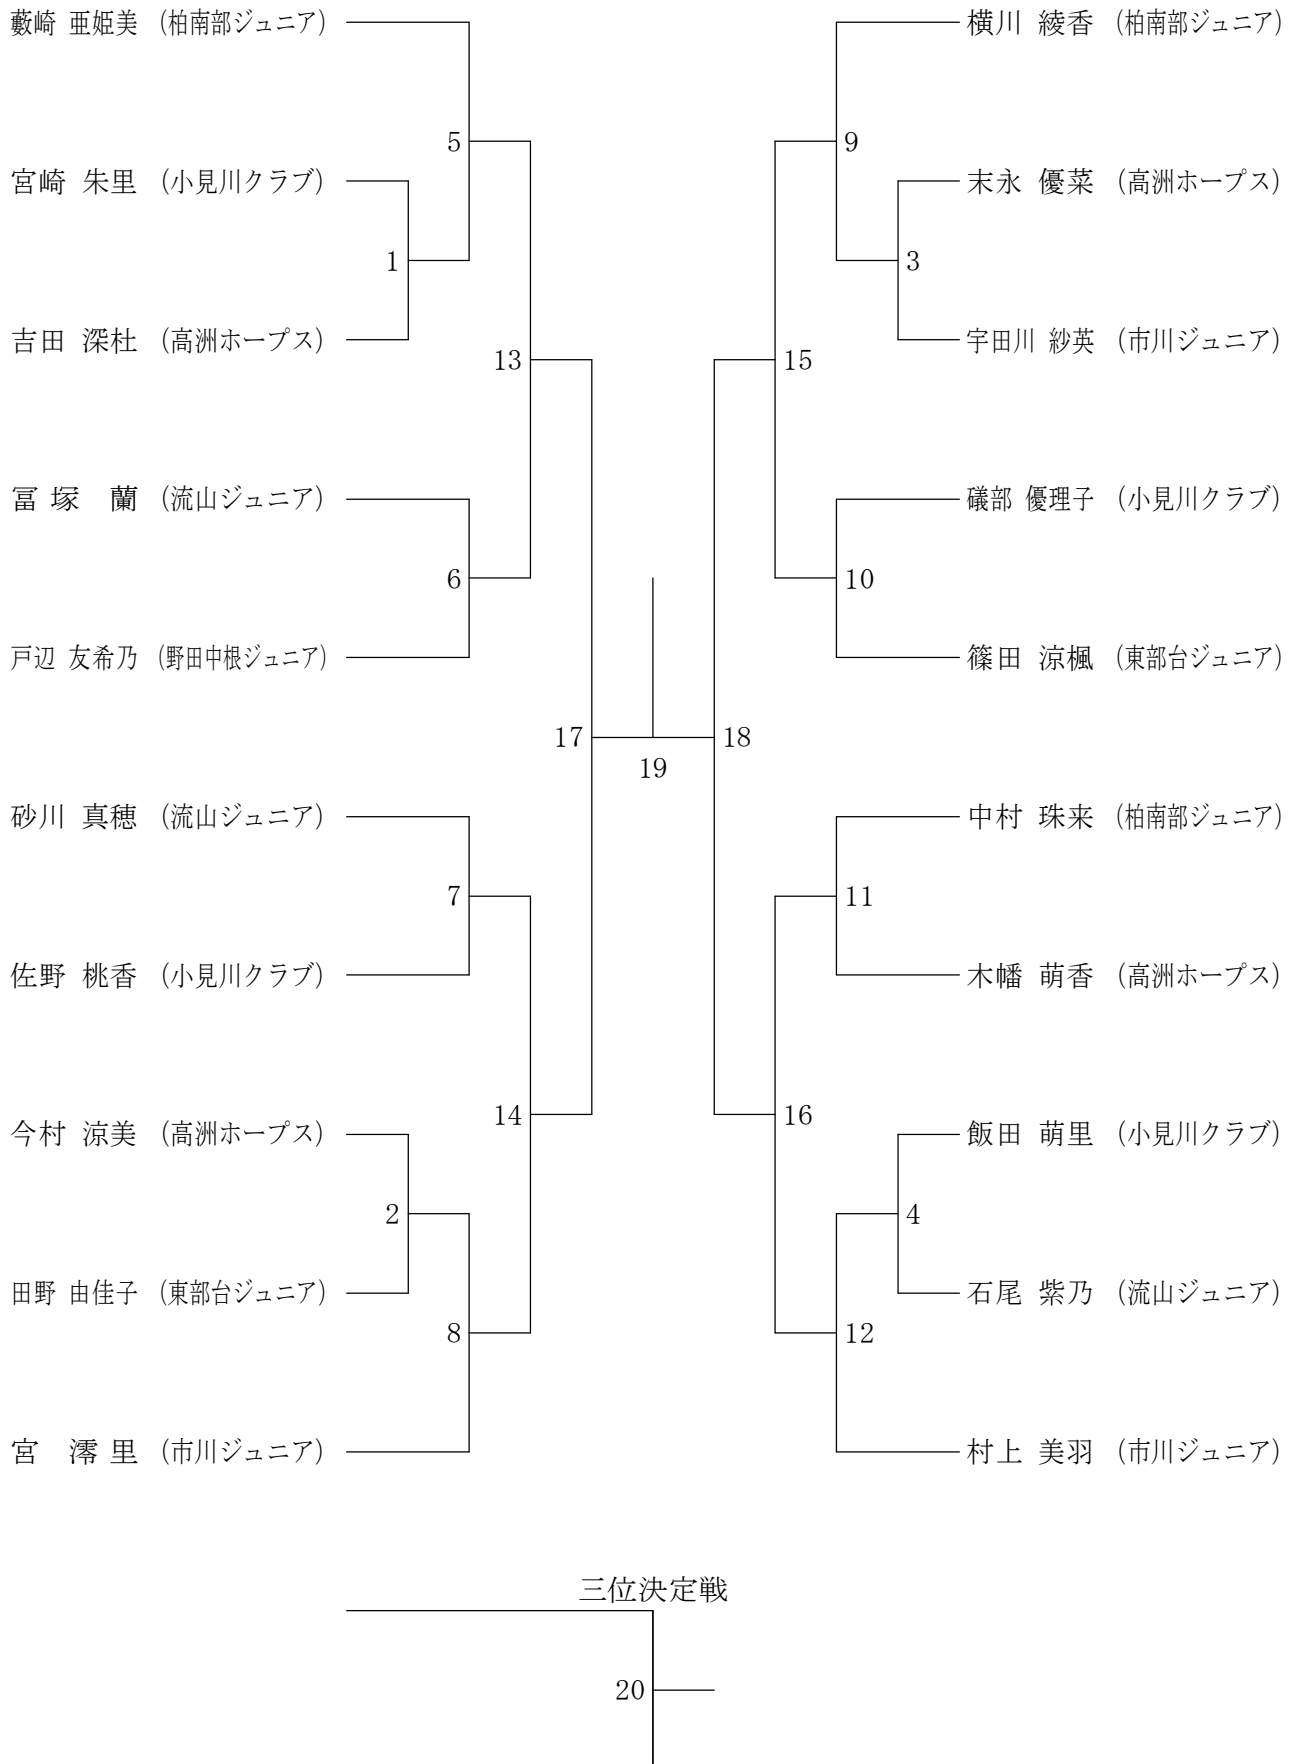 藪崎 亜姫美 (柏南部ジュニア)
5
宮崎 朱里 (小見川クラブ)
1
吉田 深杜 (高洲ホープス)
13
冨塚 蘭 (流山ジュニア)
6
戸辺 友希乃 (野田中根ジュニア)
17
砂川 真穂 (流山ジュニア)
7
佐野 桃香 (小見川クラブ)
14
今村 涼美 (高洲ホープス)
2
田野 由佳子 (東部台ジュニア)
8
宮 澪里 (市川ジュニア)
19
横川 綾香 (柏南部ジュニア)
9
末永 優菜 (高洲ホープス)
3
宇田川 紗英 (市川ジュニア)
15
礒部 優理子 (小見川クラブ)
10
篠田 涼楓 (東部台ジュニア)
18
中村 珠来 (柏南部ジュニア)
11
木幡 萌香 (高洲ホープス)
16
飯田 萌里 (小見川クラブ)
4
石尾 紫乃 (流山ジュニア)
12
村上 美羽 (市川ジュニア)
三位決定戦
20